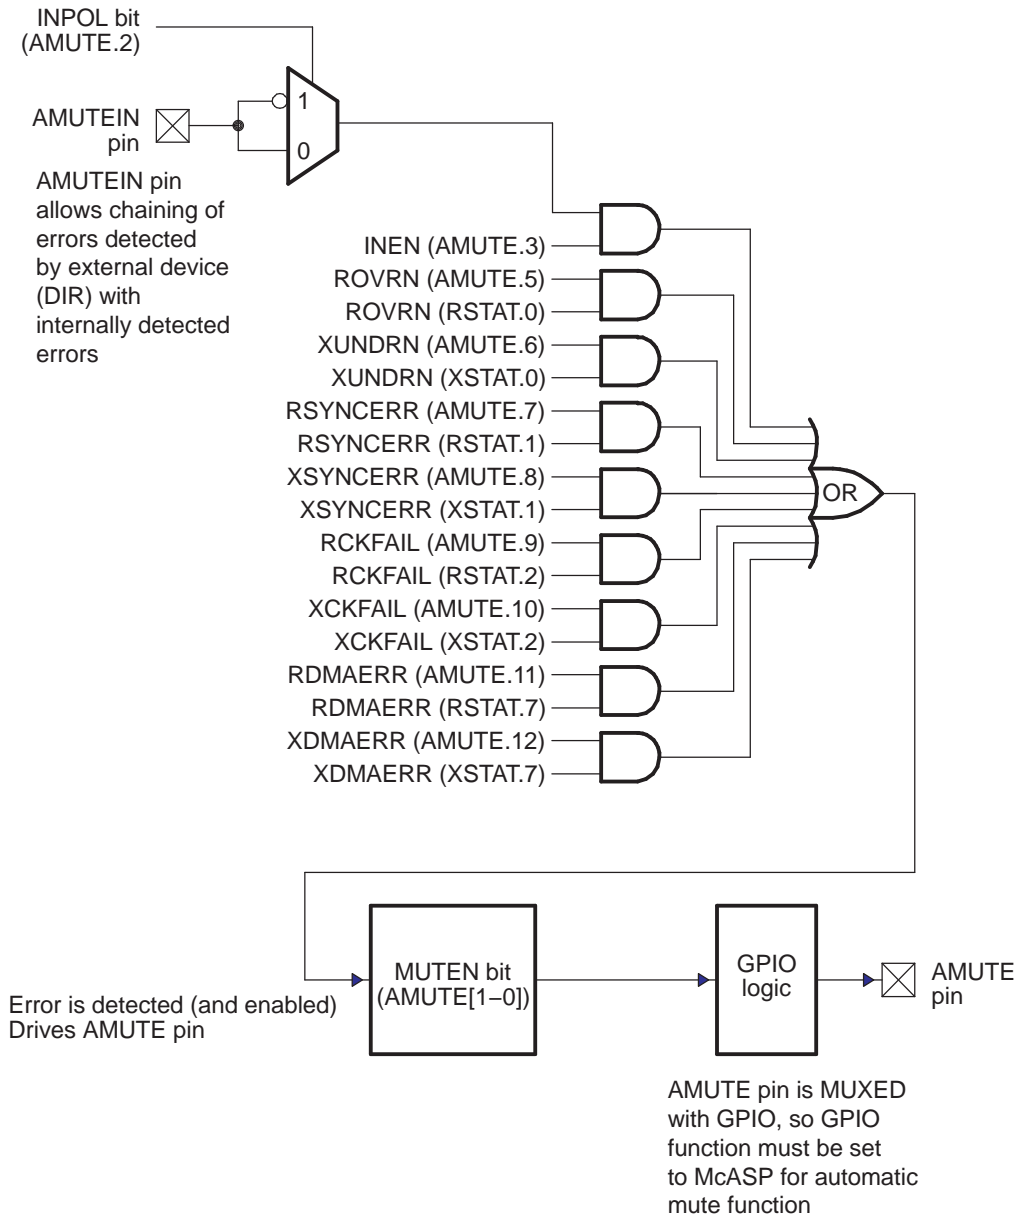 INPOL bit
(AMUTE.2)
AMUTEIN
pin
1
0
AMUTEIN pin
allows chaining of
errors detected
by external device
(DIR) with
internally detected
errors
INEN (AMUTE.3)
ROVRN (AMUTE.5)
ROVRN (RSTAT.0)
XUNDRN (AMUTE.6)
XUNDRN (XSTAT.0)
RSYNCERR (AMUTE.7)
RSYNCERR (RSTAT.1)
XSYNCERR (AMUTE.8)
XSYNCERR (XSTAT.1)
RCKFAIL (AMUTE.9)
RCKFAIL (RSTAT.2)
XCKFAIL (AMUTE.10)
XCKFAIL (XSTAT.2)
RDMAERR (AMUTE.11)
RDMAERR (RSTAT.7)
XDMAERR (AMUTE.12)
XDMAERR (XSTAT.7)
OR
Error is detected (and enabled)
Drives AMUTE pin
MUTEN bit
(AMUTE[1−0])
GPIO
logic
AMUTE
pin
AMUTE pin is MUXED
with GPIO, so GPIO
function must be set
to McASP for automatic
mute function